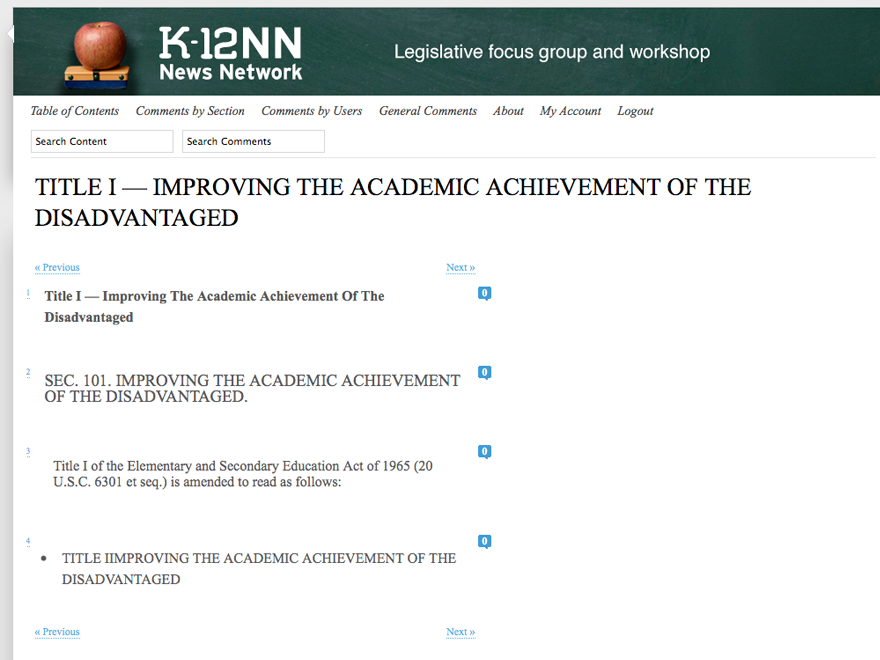 K-12NN
News Network
Legislative focus group and workshop
Table of Contents Comments by Section Comments by Users General Comments About My Account Logout
Search Content Search Comments
TITLE I — IMPROVING THE ACADEMIC ACHIEVEMENT OF THE
DISADVANTAGED
« Previous Next »
1 Title I — Improving The Academic Achievement Of The 0
Disadvantaged
2 SEC. 101. IMPROVING THE ACADEMIC ACHIEVEMENT 0
OF THE DISADVANTAGED.
3 0
Title I of the Elementary and Secondary Education Act of 1965 (20
U.S.C. 6301 et seq.) is amended to read as follows:
4 0
• TITLE IIMPROVING THE ACADEMIC ACHIEVEMENT OF THE
DISADVANTAGED
« Previous Next »